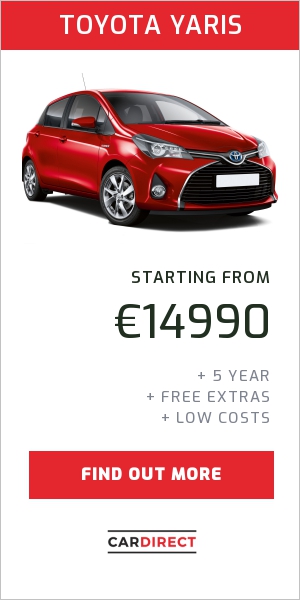 TOYOTA YARIS
STARTING FROM
€14990
+ 5 YEAR
+ FREE EXTRAS
+ LOW COSTS
FIND OUT MORE
CARDIRECT